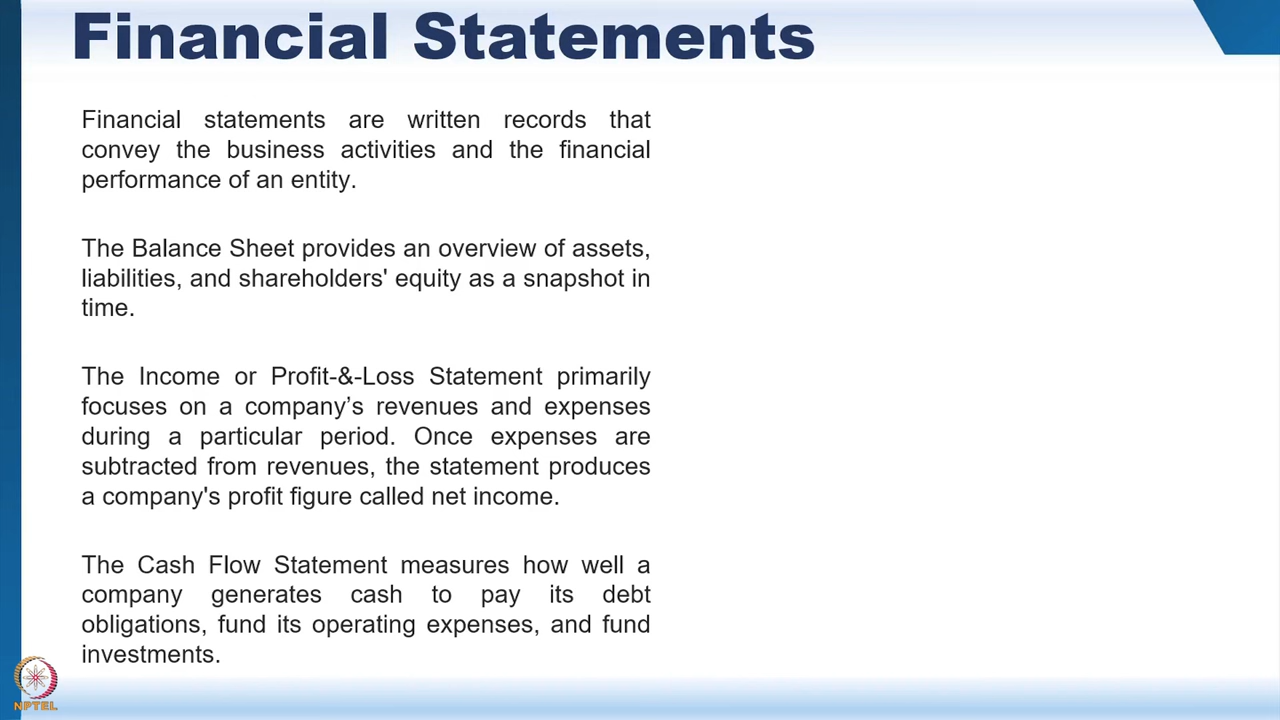 Financial Statements
Financial statements are written records that
convey the business activities and the financial
performance of an entity.
The Balance Sheet provides an overview of assets,
liabilities, and shareholders' equity as a snapshot in
time.
The Income or Profit-&-Loss Statement primarily
focuses on a company’s revenues and expenses
during a particular period. Once expenses are
subtracted from revenues, the statement produces
a company's profit figure called net income.
The Cash Flow Statement measures how well a
company generates cash to pay its debt
obligations, fund its operating expenses, and fund
investments.
NPTEL